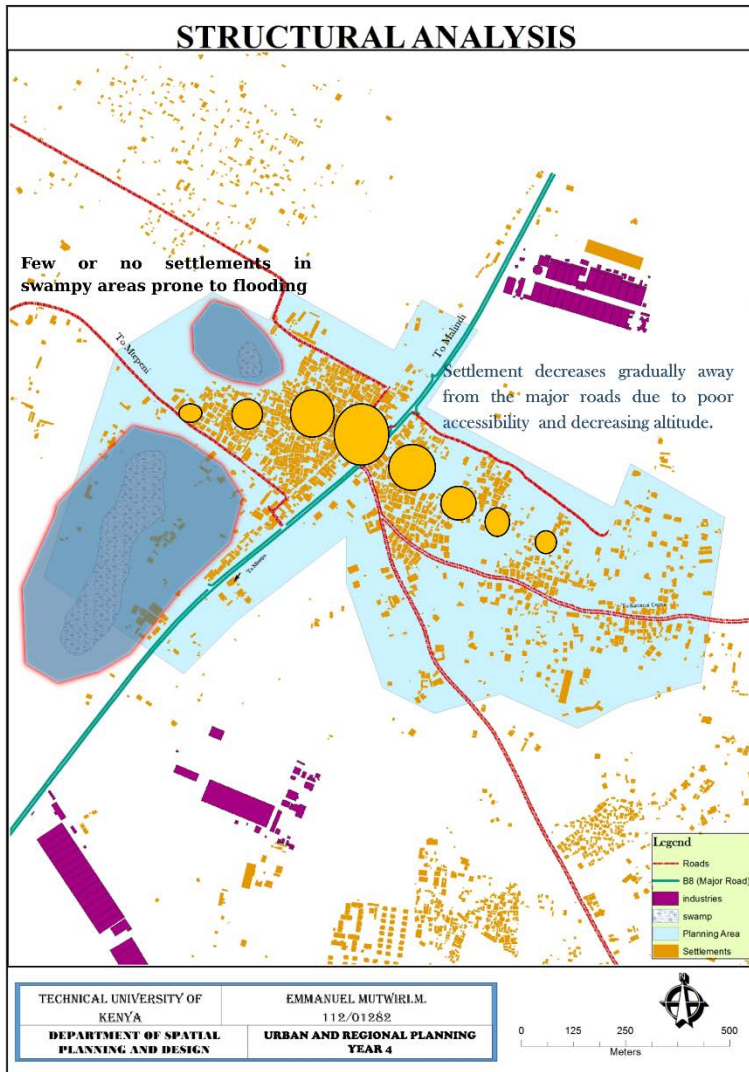 STRUCTURAL ANALYSIS
Few or no settlements in
swampy areas prone to flooding
To Mtepeni
To Malindi
Settlement decreases gradually away
from the major roads due to poor
accessibility and decreasing altitude.
Legend
Roads
B8 (Major Road)
industries
swamp
Planning Area
Settlements
TECHNICAL UNIVERSITY OF
KENYA
EMMANUEL MUTWIRI.M.
112/01282
DEPARTMENT OF SPATIAL
PLANNING AND DESIGN
URBAN AND REGIONAL PLANNING
YEAR 4
N
0 125 250 500
Meters